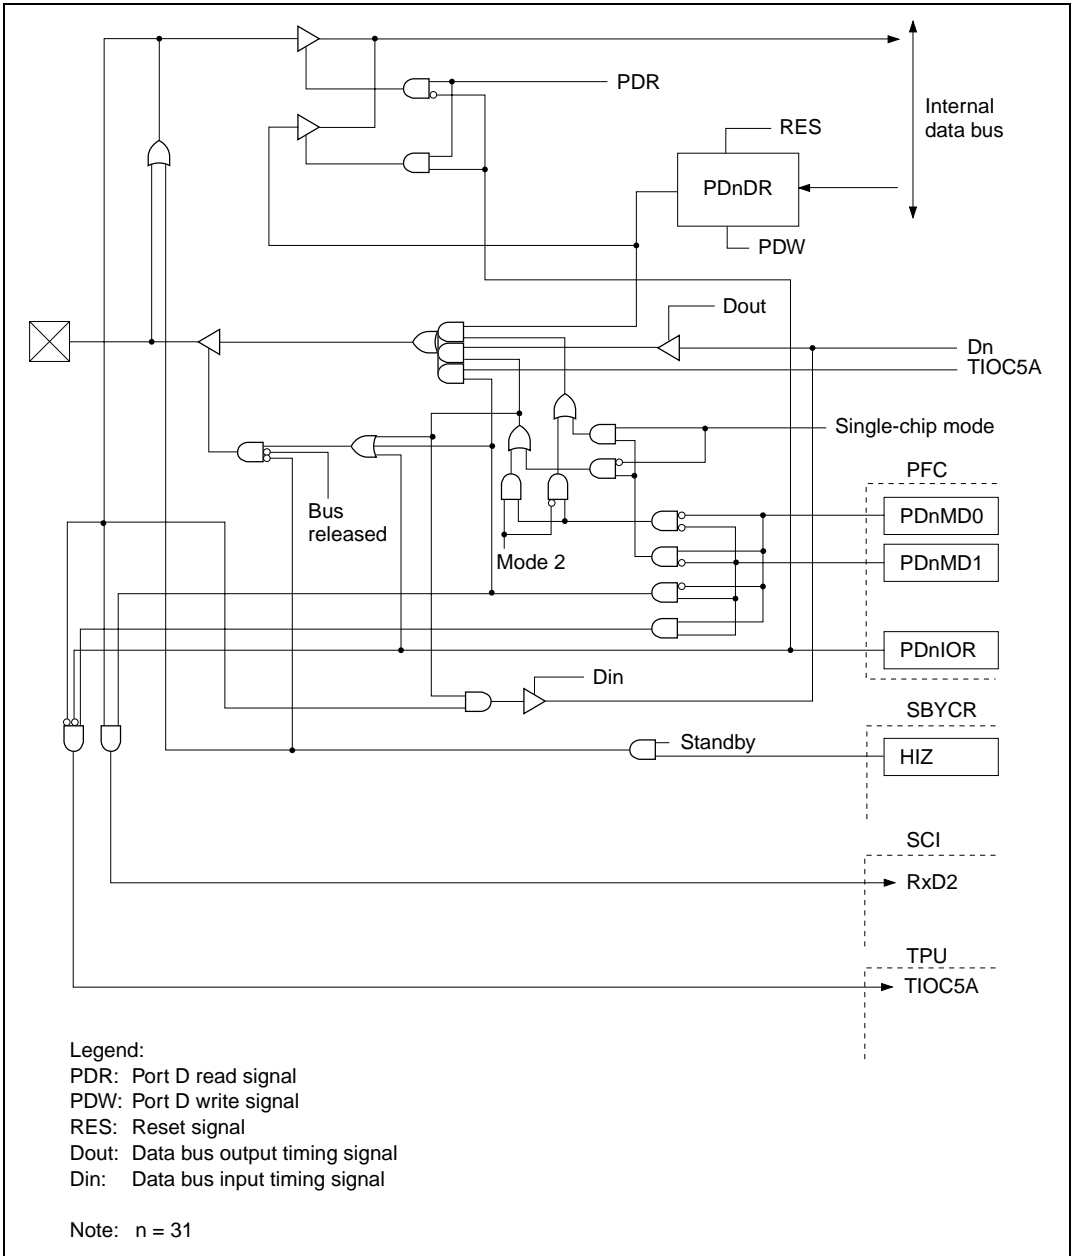 PDR
Internal
data bus
RES
PDnDR
PDW
Dout
Dn
TIOC5A
Single-chip mode
PFC
PDnMD0
Bus
released
Mode 2
PDnMD1
PDnIOR
Din
SBYCR
Standby
HIZ
SCI
RxD2
TPU
TIOC5A
Legend:
PDR: Port D read signal
PDW: Port D write signal
RES: Reset signal
Dout: Data bus output timing signal
Din: Data bus input timing signal
Note: n = 31